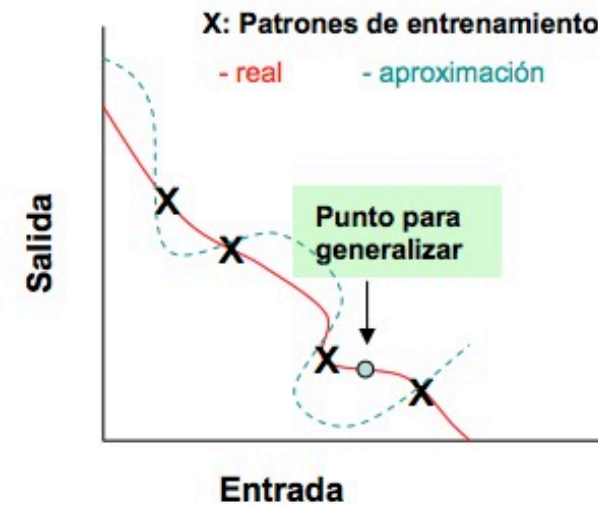 X: Patrones de entrenamiento
- real - aproximación
Punto para
generalizar
Salida
X
X
X
X
Entrada